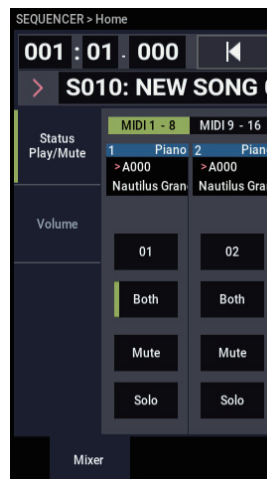 SEQUENCER > Home
001 : 01 . 000
> S010: NEW SONG
Status
Play/Mute
MIDI 1 - 8 MIDI 9 - 16
1 Piano 2 Pian
>A000 >A000
Nautilus Gran Nautilus Gra
Volume
01 02
Both Both
Mute Mute
Solo Solo
Mixer